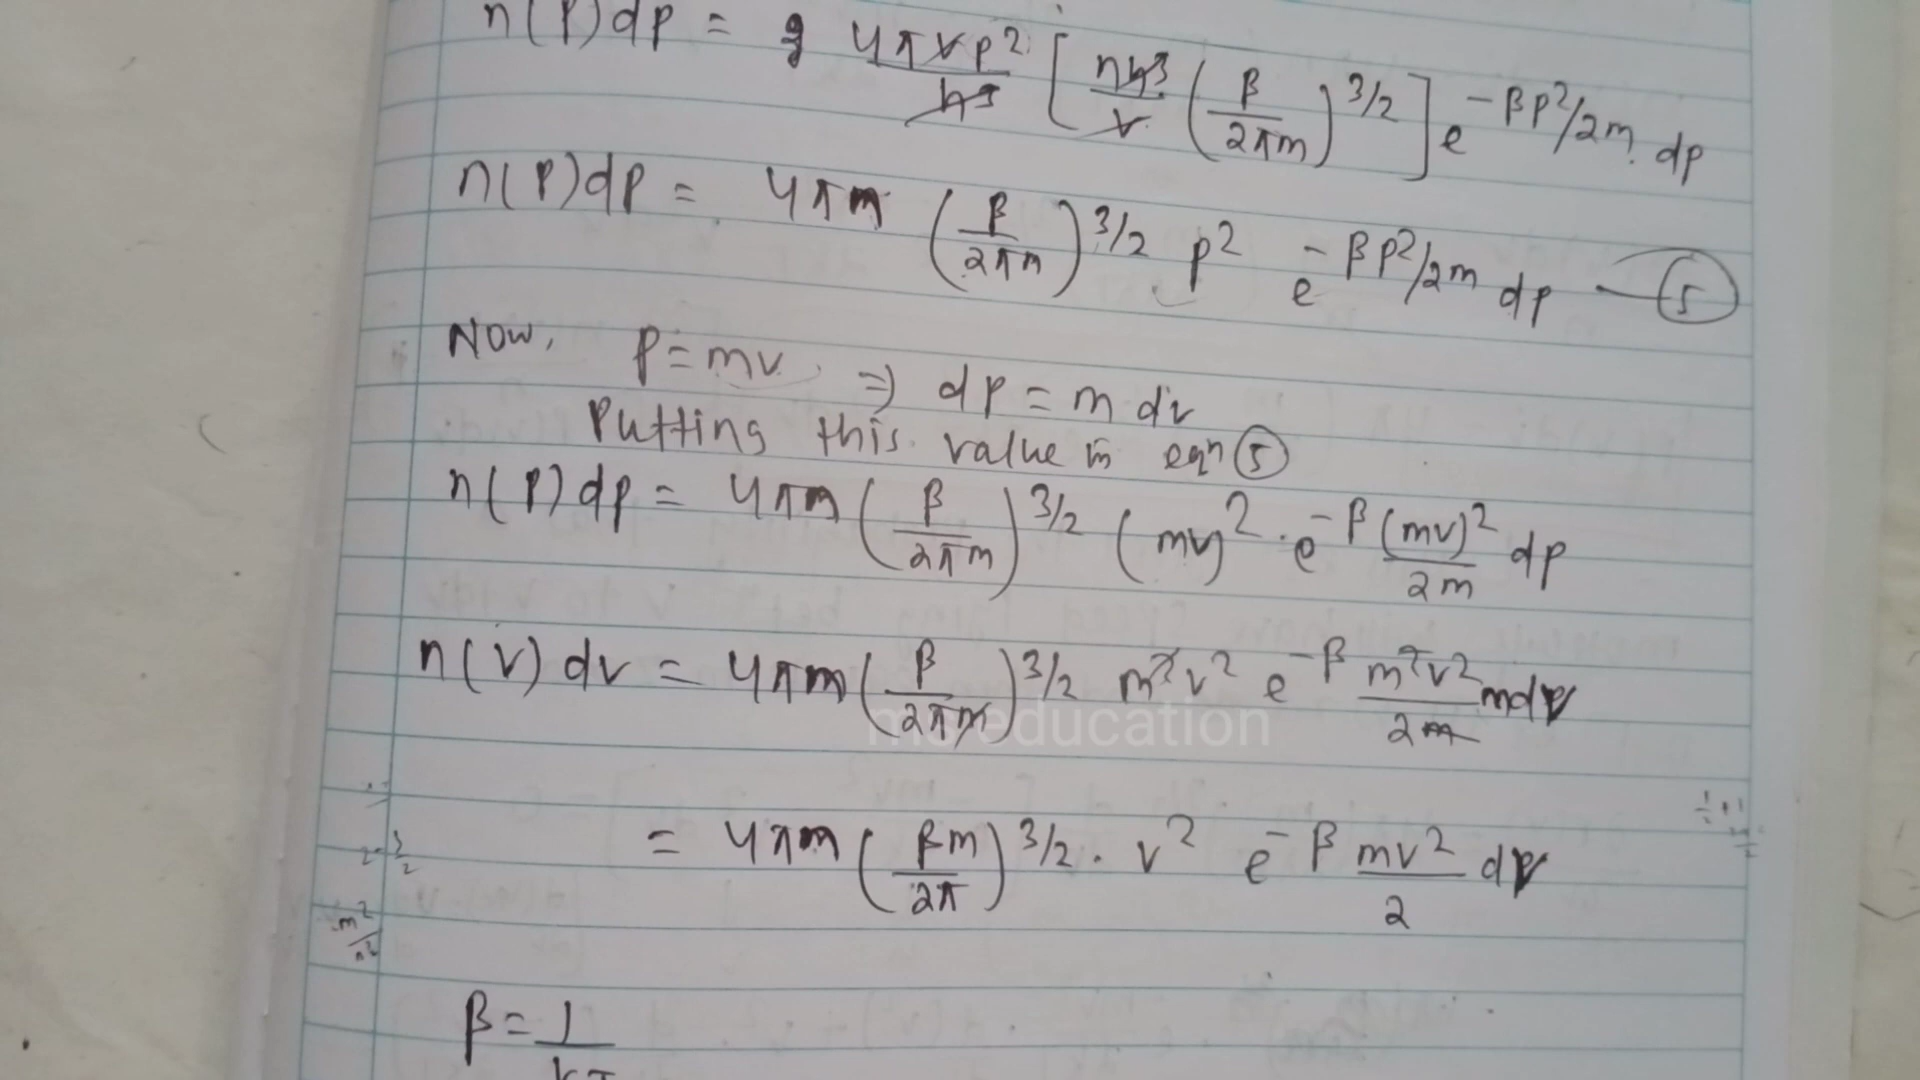 n(p)dp = g 4πVp²/h³ [nh³/V (β/2πm)^3/2] e^-βp²/2m dp
n(p)dp = 4πm (β/2πm)^3/2 p² e^-βp²/2m dp — ⑤
Now, p = mv ⇒ dp = m dv
Putting this value in eqn ⑤
n(p)dp = 4πm (β/2πm)^3/2 (mv)² · e^-β(mv)²/2m dp
n(v)dv = 4πm (β/2πm)^3/2 m²v² e^-β m²v²/2m mdv
= 4πm (βm/2π)^3/2 · v² e^-β mv²/2 dv
β = 1